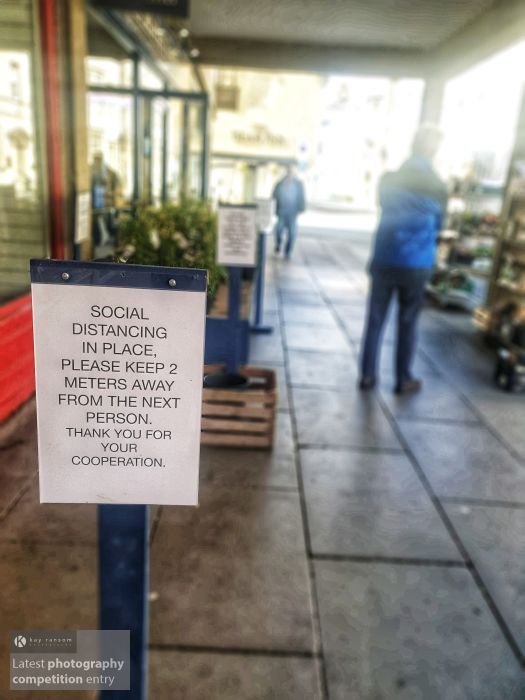 SOCIAL
DISTANCING
IN PLACE,
PLEASE KEEP 2
METERS AWAY
FROM THE NEXT
PERSON.
THANK YOU FOR
YOUR
COOPERATION.
kay ransom
Latest photography
competition entry